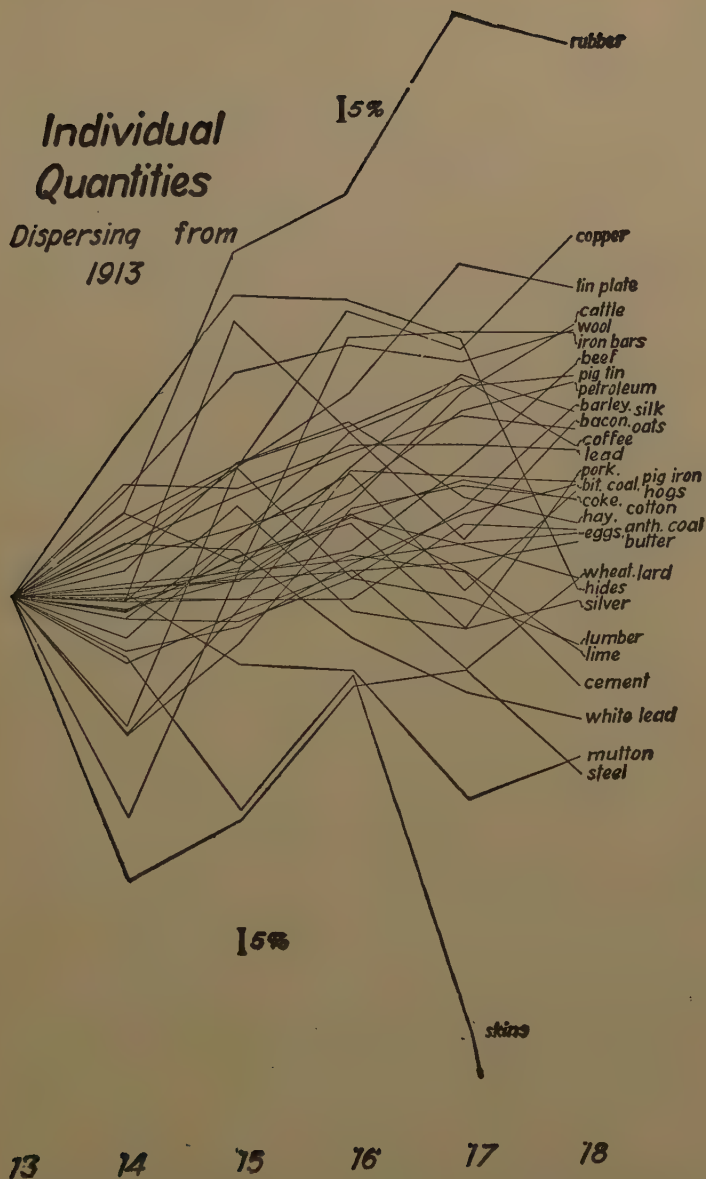 rubber
5%
Individual
Quantities
Dispersing from
1913
copper
tin plate
cattle
wool
iron bars
beef
pig tin
petroleum
barley. silk
bacon. oats
coffee
lead
pork. pig iron
bit. coal. hogs
coke. cotton
hay.
eggs. anth. coal
butter
wheat. lard
hides
silver
lumber
lime
cement
white lead
mutton
steel
5%
skins
13 14 '15 16 17 18